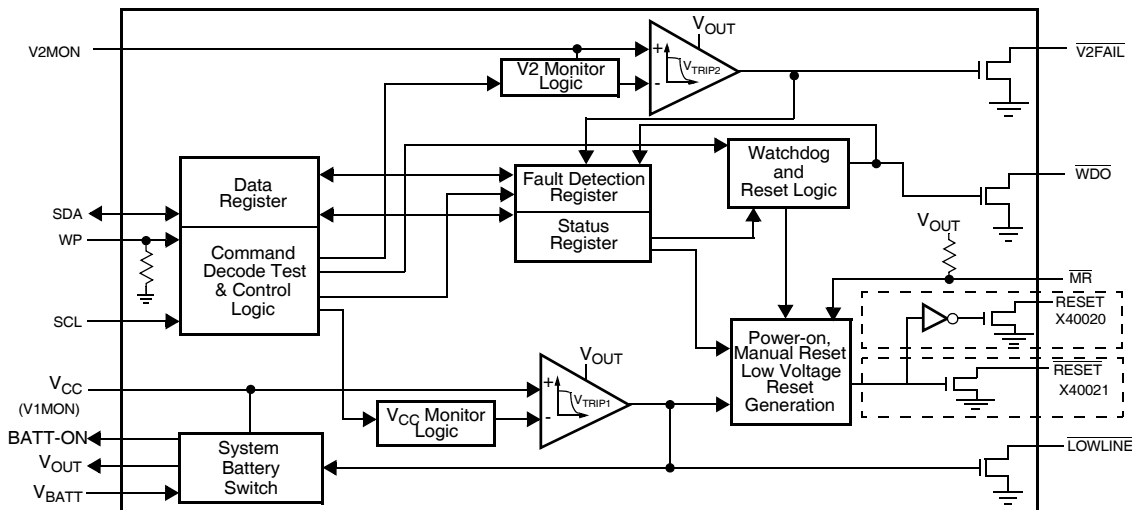 V2MON
V2 Monitor
Logic
+
-
VOUT
VTRIP2
V2FAIL
Data
Register
Fault Detection
Register
Status
Register
Watchdog
and
Reset Logic
WDO
SDA
WP
SCL
Command
Decode Test
& Control
Logic
VOUT
MR
RESET
X40020
RESET
X40021
Power-on,
Manual Reset
Low Voltage
Reset
Generation
VCC
(V1MON)
VCC Monitor
Logic
+
-
VOUT
VTRIP1
BATT-ON
VOUT
VBATT
System
Battery
Switch
LOWLINE